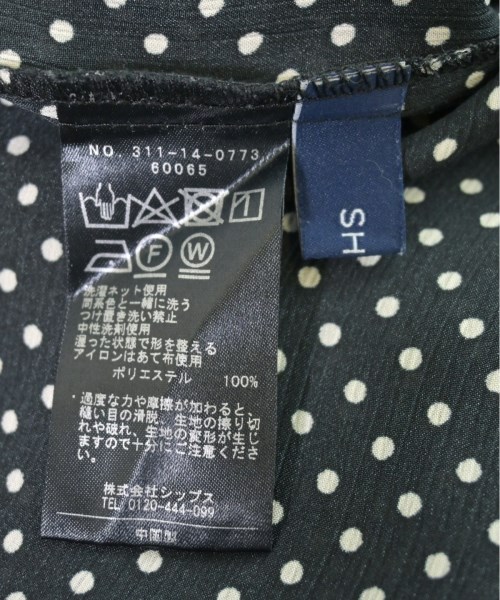 NO. 311-14-0773
60065
F
W
洗濯ネット使用
同系色と一緒に洗う
つけ置き洗い禁止
中性洗剤使用
湿った状態で形を整える
アイロンはあて布使用
ポリエステル 100%
・過度な力や摩擦が加わると、
縫い目の滑脱、生地の擦り切
れや破れ、生地の変形が生じ
ますので十分にご注意ください
株式会社シップス
TEL/ 0120-444-099
中国製
SH